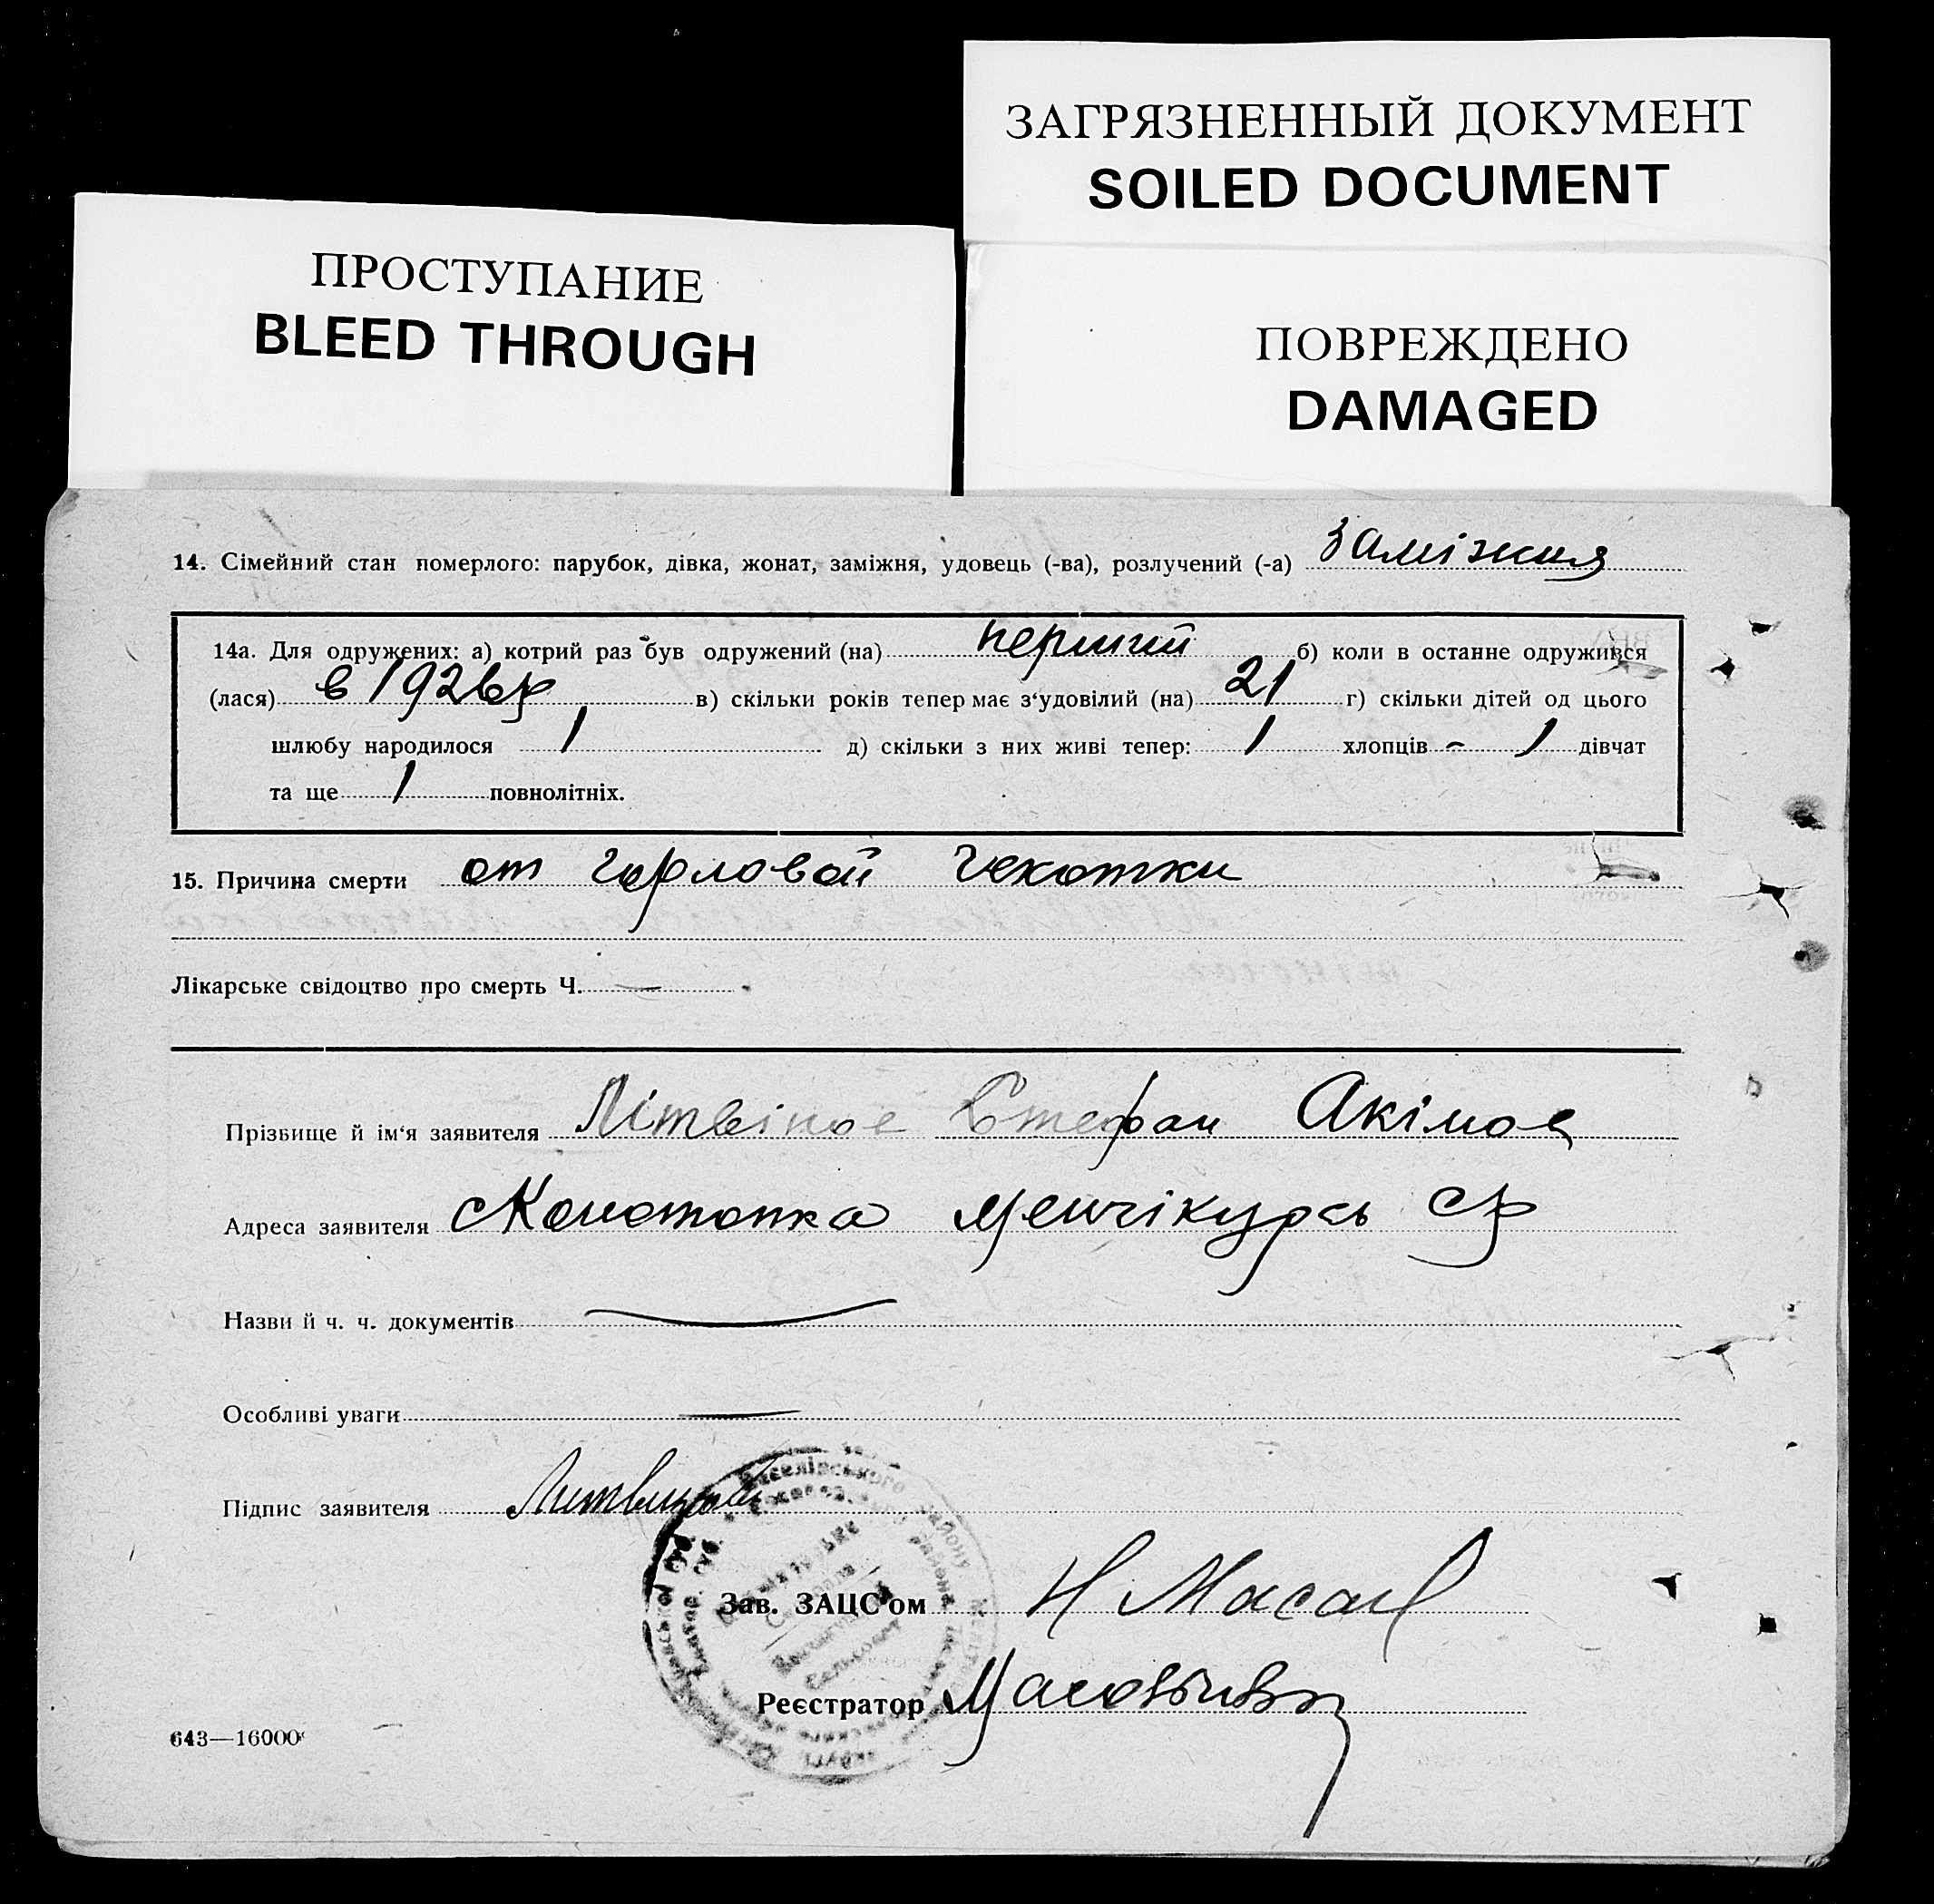 ЗАГРЯЗНЕННЫЙ ДОКУМЕНТ
SOILED DOCUMENT
ПРОСТУПАНИЕ
BLEED THROUGH
ПОВРЕЖДЕНО
DAMAGED
14. Сімейний стан померлого: парубок, дівка, жонат, заміжня, удовець (-ва), розлучений (-а) Заміжня
14а. Для одружених: а) котрий раз був одружений (на) перший б) коли в останне одружився
(лася) в 1926 р в) скільки років тепер має з'удовілий (на) 21 г) скільки дітей од цього
шлюбу народилося 1 д) скільки з них живі тепер: 1 хлопців - 1 дівчат
та ще 1 повнолітніх.
15. Причина смерти от горловой чехотки
Лікарське свідоцтво про смерть Ч. —
Прізвище й ім'я заявителя Літвінов Стефан Акімов
Адреса заявителя с Конотопка Менчікурсь ср
Назви й ч. ч. документів —
Особливі уваги —
Підпис заявителя Литвинов
Зав. ЗАЦС'ом Н
Реєстратор
643—16000